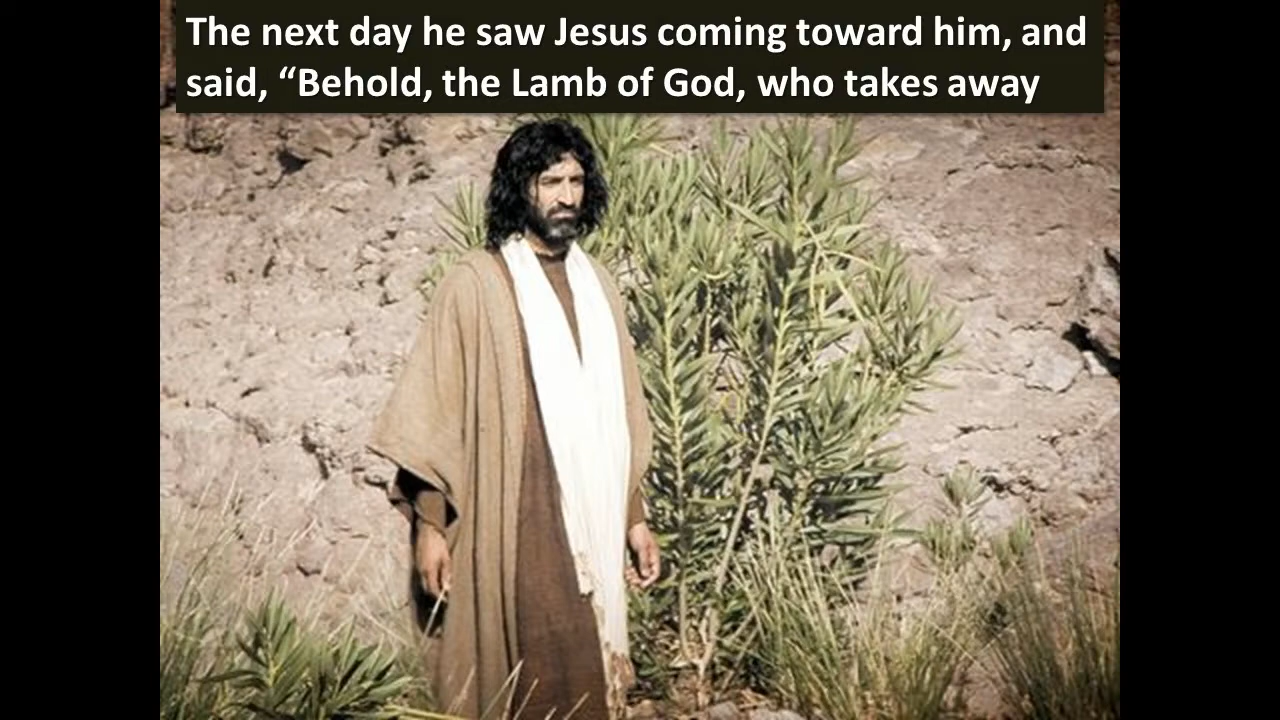 The next day he saw Jesus coming toward him, and
said, “Behold, the Lamb of God, who takes away